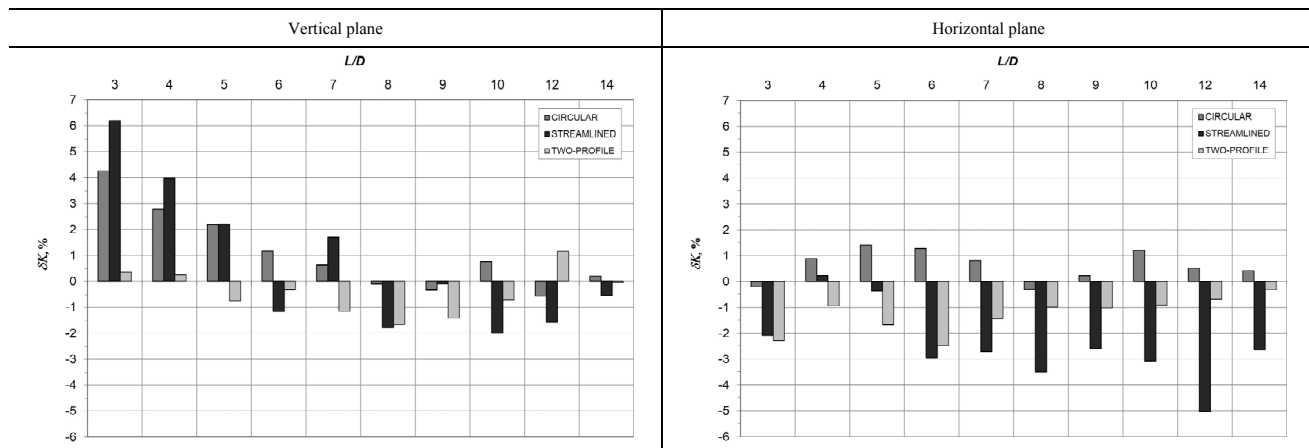 Vertical plane
Horizontal plane
L/D
3 4 5 6 7 8 9 10 12 14
7
6
5
4
3
2
1
0
-1
-2
-3
-4
-5
-6
δK, %
CIRCULAR
STREAMLINED
TWO-PROFILE
L/D
3 4 5 6 7 8 9 10 12 14
7
6
5
4
3
2
1
0
-1
-2
-3
-4
-5
-6
δK, %
CIRCULAR
STREAMLINED
TWO-PROFILE